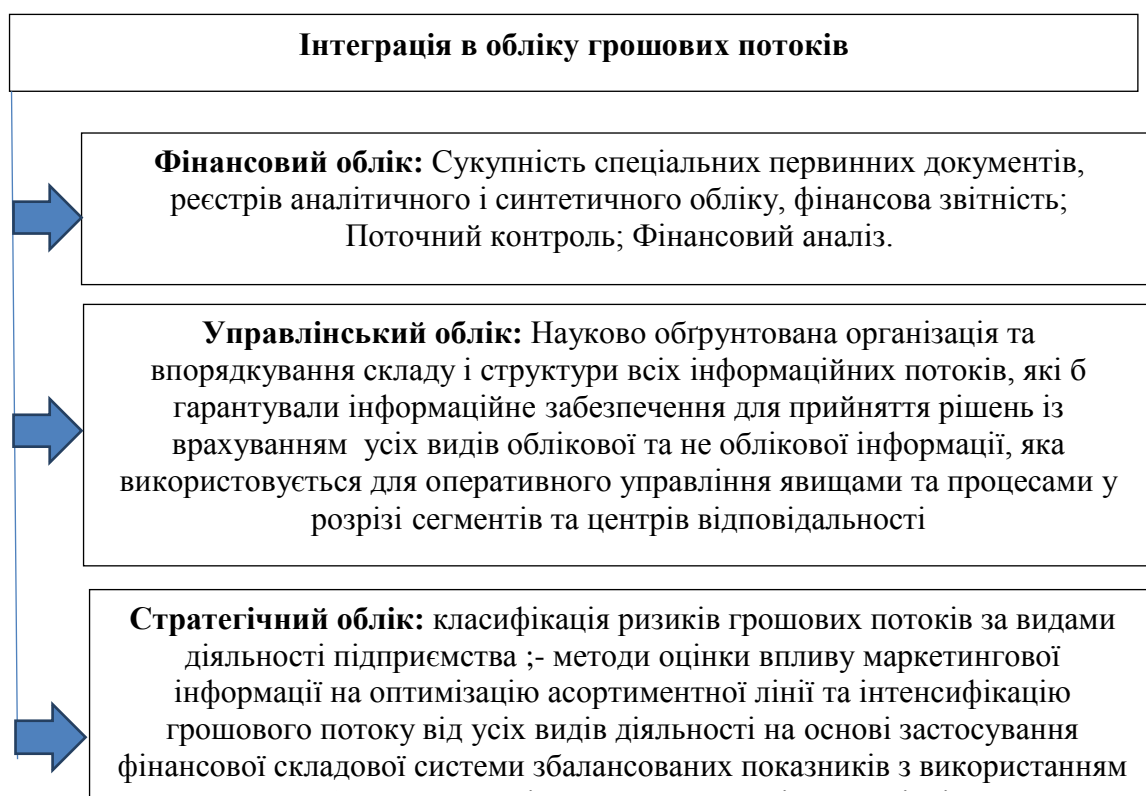 Інтеграція в обліку грошових потоків
Фінансовий облік: Сукупність спеціальних первинних документів,
реєстрів аналітичного і синтетичного обліку, фінансова звітність;
Поточний контроль; Фінансовий аналіз.
Управлінський облік: Науково обґрунтована організація та
впорядкування складу і структури всіх інформаційних потоків, які б
гарантували інформаційне забезпечення для прийняття рішень із
врахуванням усіх видів облікової та не облікової інформації, яка
використовується для оперативного управління явищами та процесами у
розрізі сегментів та центрів відповідальності
Стратегічний облік: класифікація ризиків грошових потоків за видами
діяльності підприємства ;- методи оцінки впливу маркетингової
інформації на оптимізацію асортиментної лінії та інтенсифікацію
грошового потоку від усіх видів діяльності на основі застосування
фінансової складової системи збалансованих показників з використанням